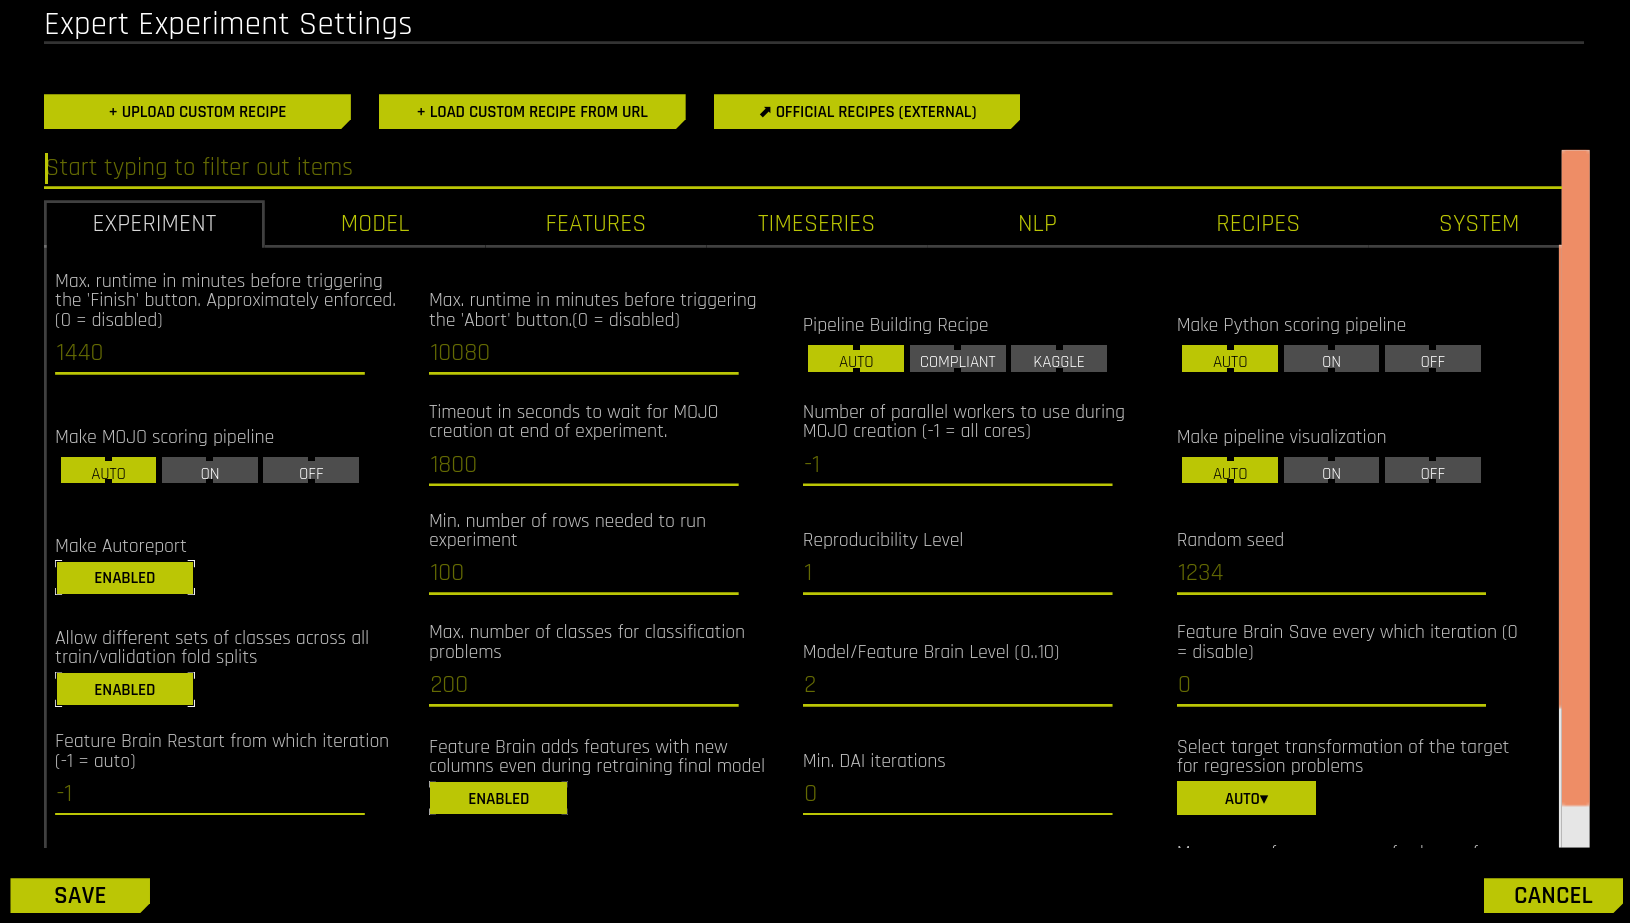 Expert Experiment Settings
+ UPLOAD CUSTOM RECIPE
+ LOAD CUSTOM RECIPE FROM URL
⬈ OFFICIAL RECIPES (EXTERNAL)
Start typing to filter out items
EXPERIMENT
MODEL
FEATURES
TIMESERIES
NLP
RECIPES
SYSTEM
Max. runtime in minutes before triggering
the 'Finish' button. Approximately enforced.
(0 = disabled)
1440
Max. runtime in minutes before triggering
the 'Abort' button.(0 = disabled)
10080
Pipeline Building Recipe
AUTO COMPLIANT KAGGLE
Make Python scoring pipeline
AUTO ON OFF
Make MOJO scoring pipeline
AUTO ON OFF
Timeout in seconds to wait for MOJO
creation at end of experiment.
1800
Number of parallel workers to use during
MOJO creation (-1 = all cores)
-1
Make pipeline visualization
AUTO ON OFF
Make Autoreport
ENABLED
Min. number of rows needed to run
experiment
100
Reproducibility Level
1
Random seed
1234
Allow different sets of classes across all
train/validation fold splits
ENABLED
Max. number of classes for classification
problems
200
Model/Feature Brain Level (0..10)
2
Feature Brain Save every which iteration (0
= disable)
0
Feature Brain Restart from which iteration
(-1 = auto)
-1
Feature Brain adds features with new
columns even during retraining final model
ENABLED
Min. DAI iterations
0
Select target transformation of the target
for regression problems
AUTO▾
SAVE
CANCEL